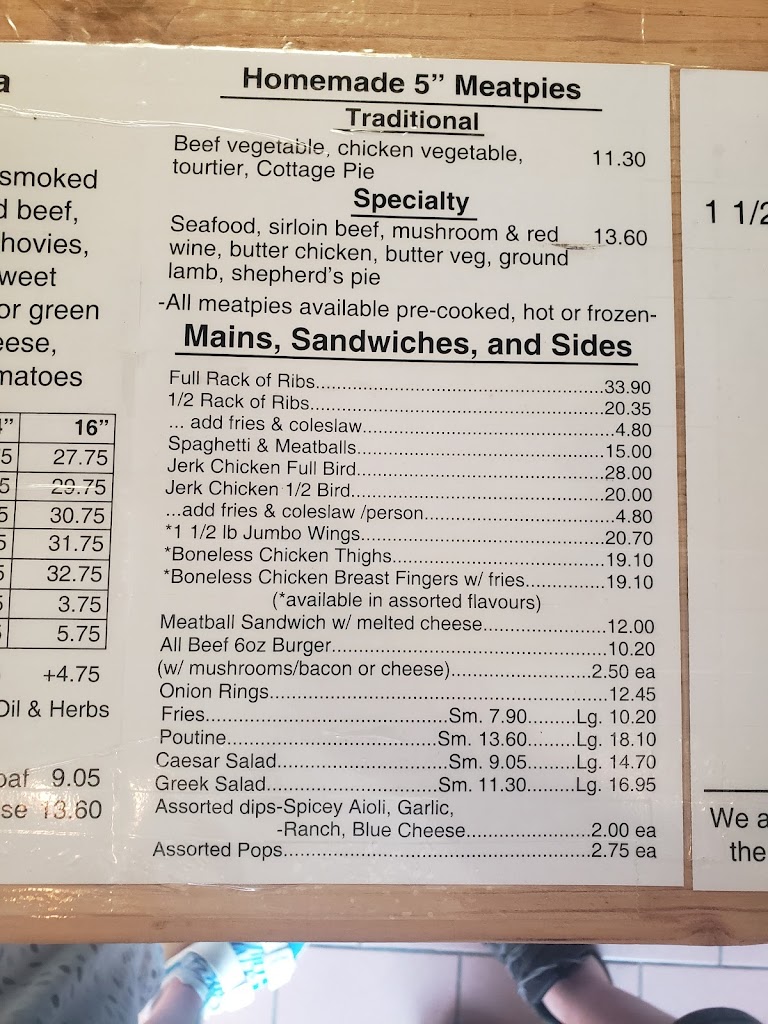 a
smoked
d beef,
hovies,
weet
or green
eese,
matoes
4” 16”
5 27.75
5 29.75
5 30.75
5 31.75
5 32.75
5 3.75
5 5.75
+4.75
Oil & Herbs
oaf 9.05
se 13.60
Homemade 5” Meatpies
Traditional
Beef vegetable, chicken vegetable, 11.30
tourtier, Cottage Pie
Specialty
Seafood, sirloin beef, mushroom & red 13.60
wine, butter chicken, butter veg, ground
lamb, shepherd's pie
-All meatpies available pre-cooked, hot or frozen-
Mains, Sandwiches, and Sides
Full Rack of Ribs...33.90
1/2 Rack of Ribs...20.35
... add fries & coleslaw...4.80
Spaghetti & Meatballs...15.00
Jerk Chicken Full Bird...28.00
Jerk Chicken 1/2 Bird...20.00
...add fries & coleslaw /person...4.80
*1 1/2 lb Jumbo Wings...20.70
*Boneless Chicken Thighs...19.10
*Boneless Chicken Breast Fingers w/ fries...19.10
(*available in assorted flavours)
Meatball Sandwich w/ melted cheese...12.00
All Beef 6oz Burger...10.20
(w/ mushrooms/bacon or cheese)...2.50 ea
Onion Rings...12.45
Fries...Sm. 7.90...Lg. 10.20
Poutine...Sm. 13.60...Lg. 18.10
Caesar Salad...Sm. 9.05...Lg. 14.70
Greek Salad...Sm. 11.30...Lg. 16.95
Assorted dips-Spicey Aioli, Garlic,
-Ranch, Blue Cheese...2.00 ea
Assorted Pops...2.75 ea
1 1/2
We a
the